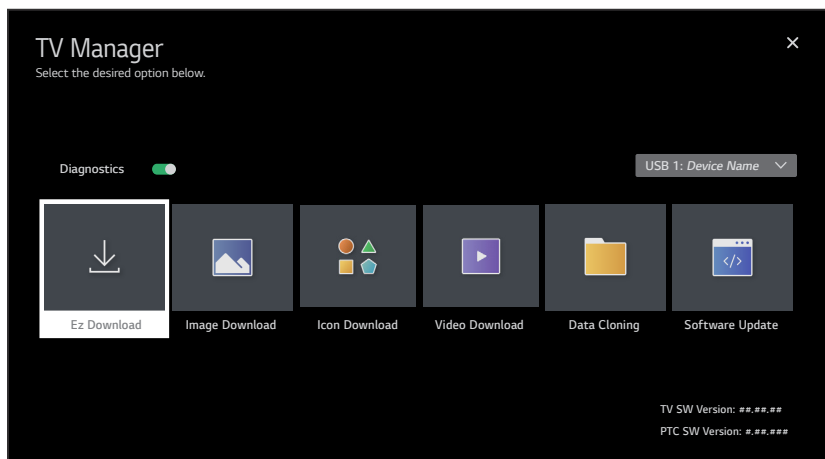 TV Manager
Select the desired option below.
Diagnostics
USB 1: Device Name
Ez Download
Image Download
Icon Download
Video Download
Data Cloning
</>
Software Update
TV SW Version: ##.##.##
PTC SW Version: #.##.###